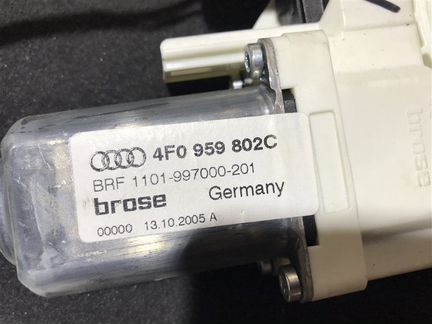 4F0 959 802C
BRF 1101-997000-201
brose Germany
00000 13.10.2005 A
brose